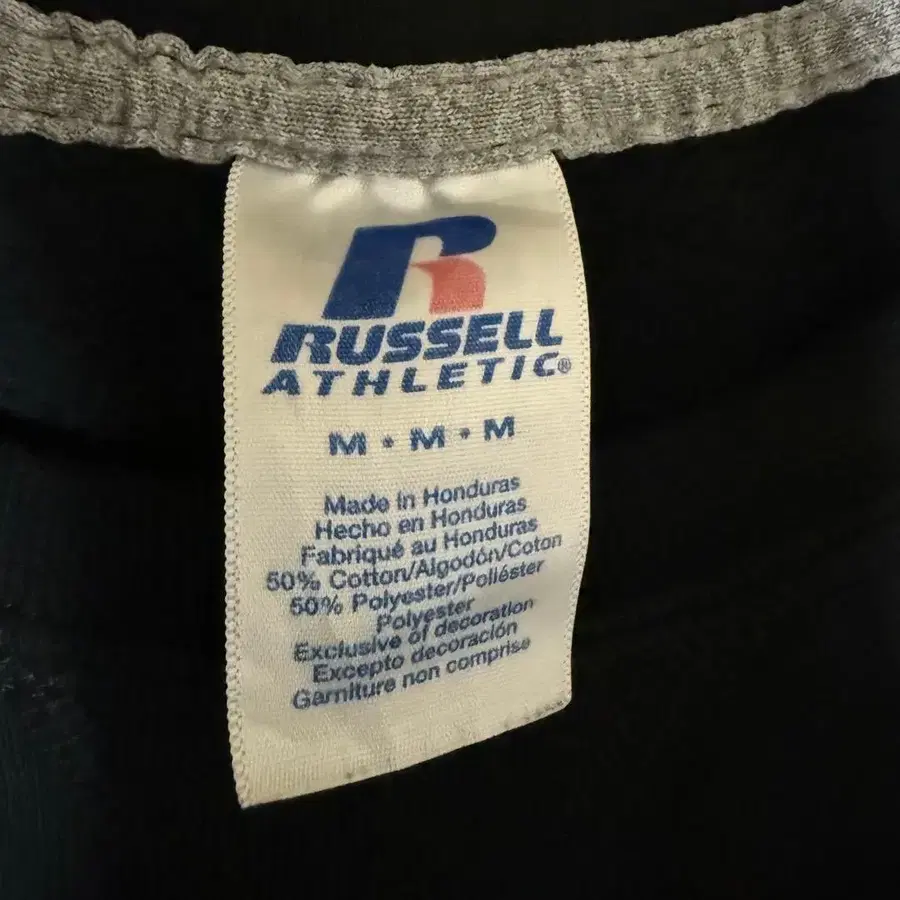 R
RUSSELL
ATHLETIC®
M • M • M
Made in Honduras
Hecho en Honduras
Fabriqué au Honduras
50% Cotton/Algodón/Coton
50% Polyester/Poliéster
Polyester
Exclusive of decoration
Excepto decoración
Garniture non comprise